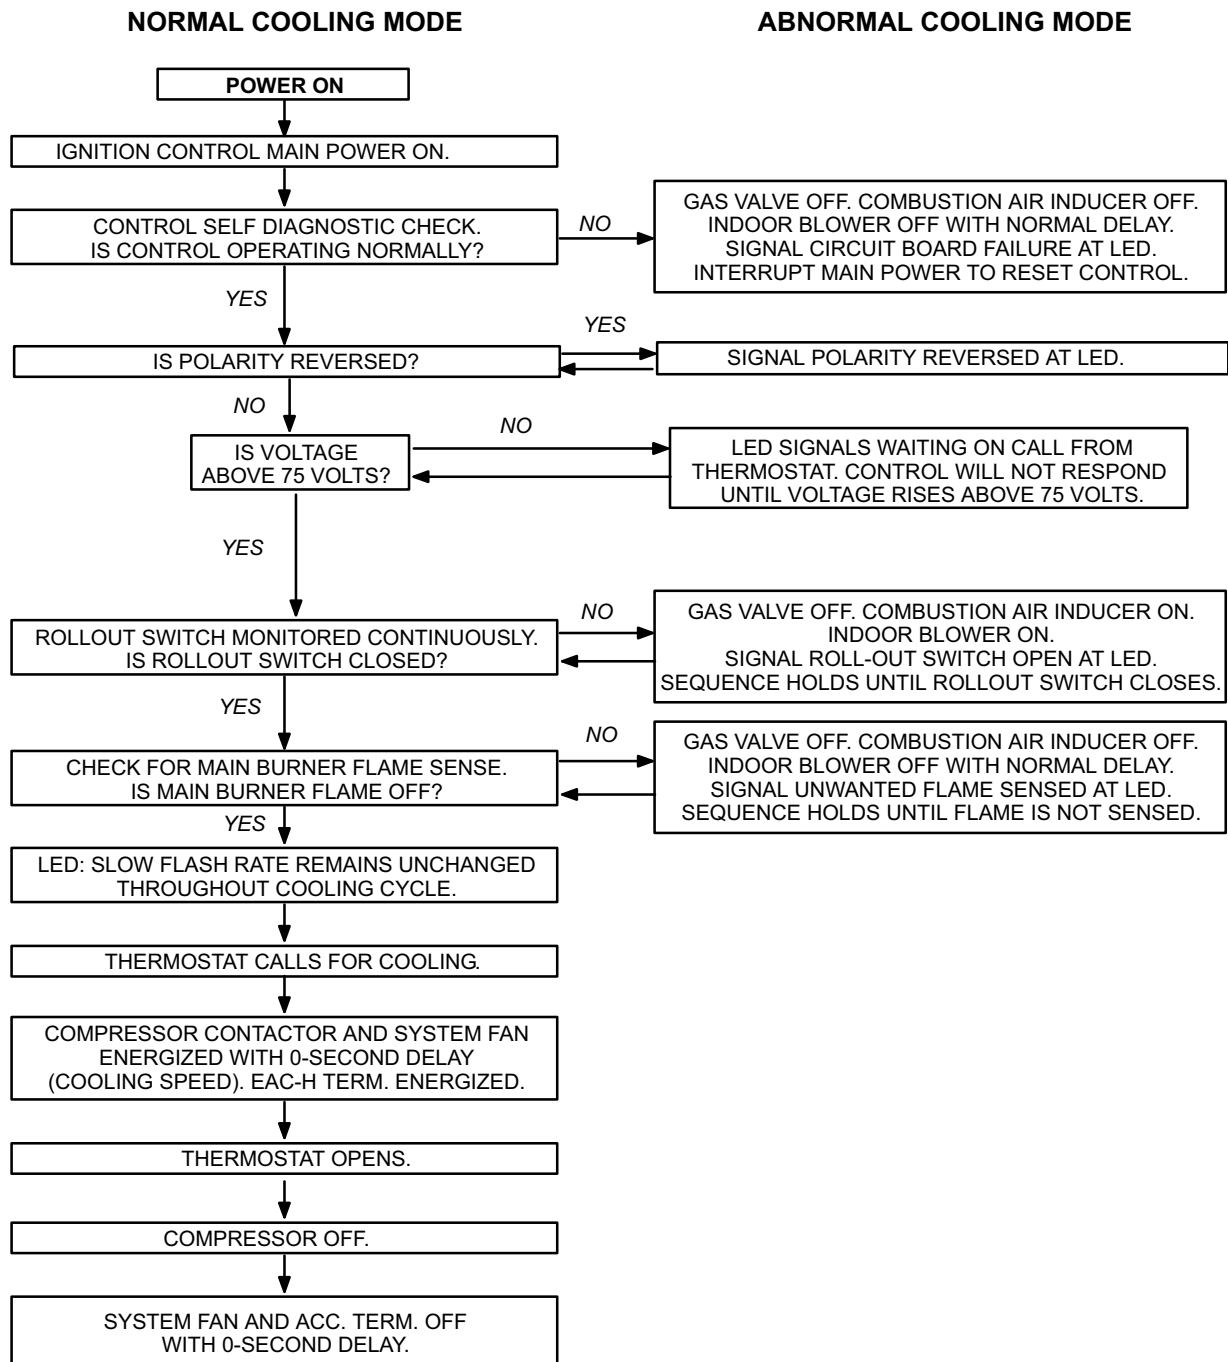 NORMAL COOLING MODE
ABNORMAL COOLING MODE
POWER ON
IGNITION CONTROL MAIN POWER ON.
CONTROL SELF DIAGNOSTIC CHECK.
IS CONTROL OPERATING NORMALLY?
NO
GAS VALVE OFF. COMBUSTION AIR INDUCER OFF.
INDOOR BLOWER OFF WITH NORMAL DELAY.
SIGNAL CIRCUIT BOARD FAILURE AT LED.
INTERRUPT MAIN POWER TO RESET CONTROL.
YES
IS POLARITY REVERSED?
YES
SIGNAL POLARITY REVERSED AT LED.
NO
IS VOLTAGE
ABOVE 75 VOLTS?
NO
LED SIGNALS WAITING ON CALL FROM
THERMOSTAT. CONTROL WILL NOT RESPOND
UNTIL VOLTAGE RISES ABOVE 75 VOLTS.
YES
ROLLOUT SWITCH MONITORED CONTINUOUSLY.
IS ROLLOUT SWITCH CLOSED?
NO
GAS VALVE OFF. COMBUSTION AIR INDUCER ON.
INDOOR BLOWER ON.
SIGNAL ROLL-OUT SWITCH OPEN AT LED.
SEQUENCE HOLDS UNTIL ROLLOUT SWITCH CLOSES.
YES
CHECK FOR MAIN BURNER FLAME SENSE.
IS MAIN BURNER FLAME OFF?
NO
GAS VALVE OFF. COMBUSTION AIR INDUCER OFF.
INDOOR BLOWER OFF WITH NORMAL DELAY.
SIGNAL UNWANTED FLAME SENSED AT LED.
SEQUENCE HOLDS UNTIL FLAME IS NOT SENSED.
YES
LED: SLOW FLASH RATE REMAINS UNCHANGED
THROUGHOUT COOLING CYCLE.
THERMOSTAT CALLS FOR COOLING.
COMPRESSOR CONTACTOR AND SYSTEM FAN
ENERGIZED WITH 0-SECOND DELAY
(COOLING SPEED). EAC-H TERM. ENERGIZED.
THERMOSTAT OPENS.
COMPRESSOR OFF.
SYSTEM FAN AND ACC. TERM. OFF
WITH 0-SECOND DELAY.